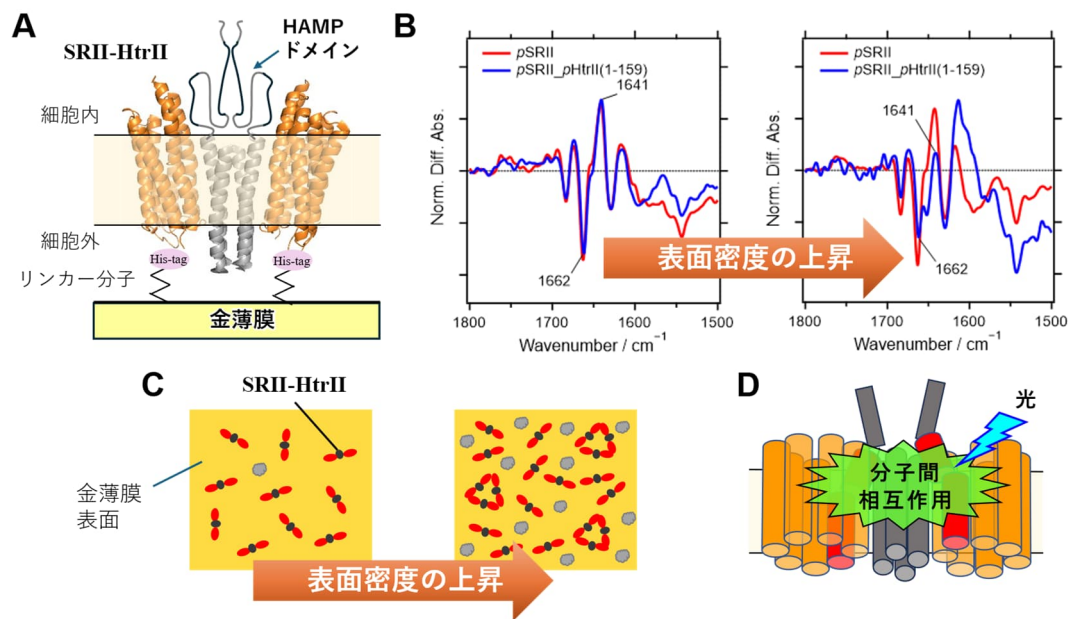 A
SRII-HtrII
HAMP
ドメイン
細胞内
細胞外
His-tag
His-tag
リンカー分子
金薄膜
B
pSRII
pSRII_pHtrII(1-159)
1641
1662
Norm. Diff. Abs.
1800
1700
1600
1500
Wavenumber / cm⁻¹
pSRII
pSRII_pHtrII(1-159)
1641
1662
Norm. Diff. Abs.
1800
1700
1600
1500
Wavenumber / cm⁻¹
表面密度の上昇
C
SRII-HtrII
金薄膜
表面
表面密度の上昇
D
光
分子間
相互作用